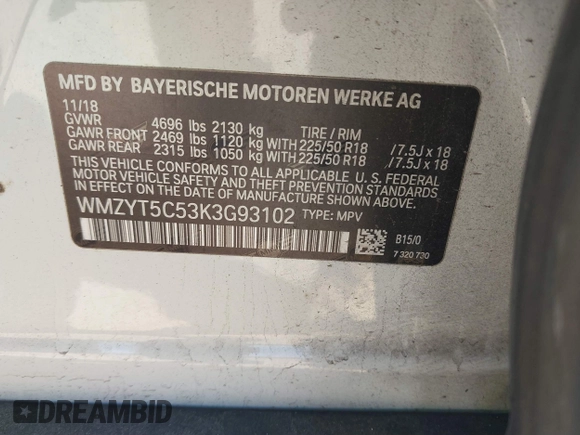 MFD BY BAYERISCHE MOTOREN WERKE AG
11/18
GVWR 4696 lbs 2130 kg TIRE / RIM
GAWR FRONT 2469 lbs 1120 kg WITH 225/50 R18 /7.5J x 18
GAWR REAR 2315 lbs 1050 kg WITH 225/50 R18 /7.5J x 18
THIS VEHICLE CONFORMS TO ALL APPLICABLE U. S. FEDERAL
MOTOR VEHICLE SAFETY, BUMPER, AND THEFT PREVENTION
STANDARDS IN EFFECT ON THE DATE OF MANUFACTURE SHOWN ABOVE.
WMZYT5C53K3G93102 TYPE: MPV
B15/0
7 320 730
DREAMBID